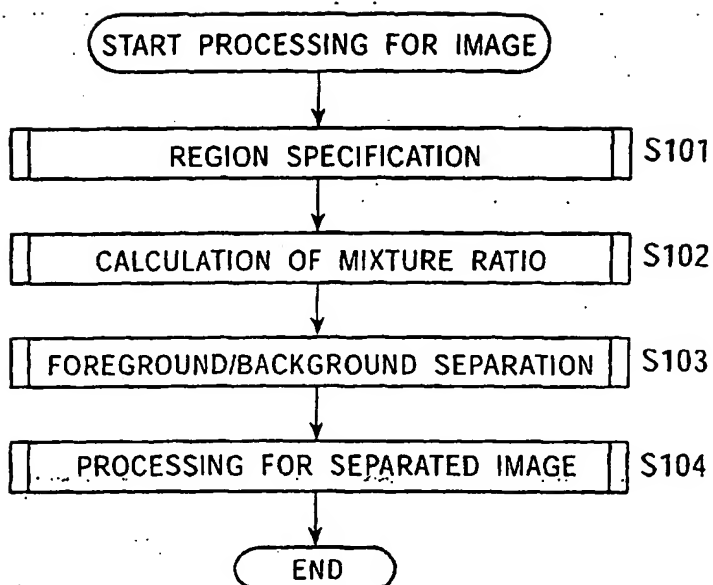 START PROCESSING FOR IMAGE
REGION SPECIFICATION S101
CALCULATION OF MIXTURE RATIO S102
FOREGROUND/BACKGROUND SEPARATION S103
PROCESSING FOR SEPARATED IMAGE S104
END